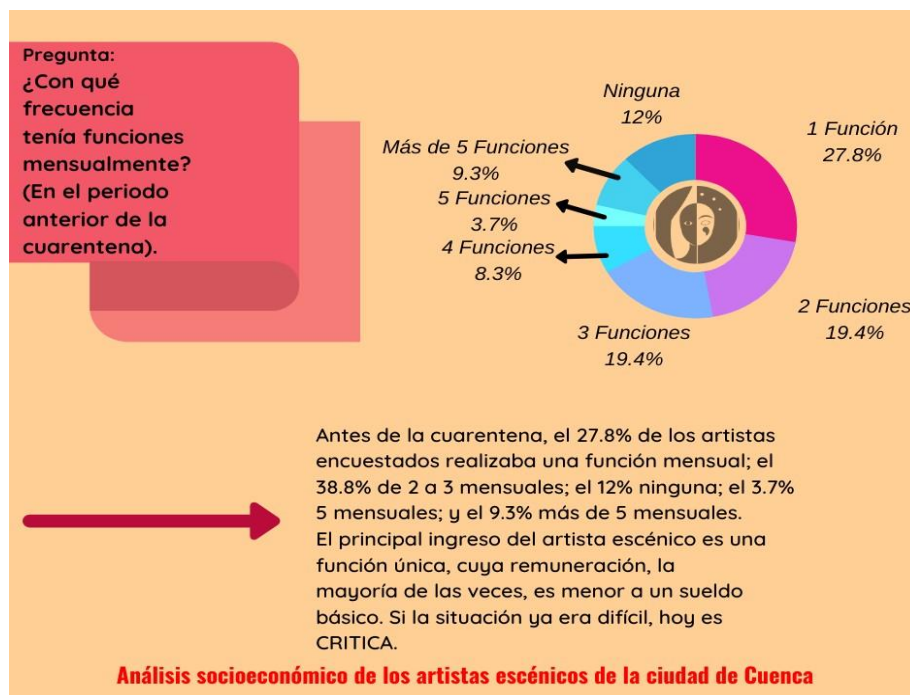 Pregunta:
¿Con qué
frecuencia
tenía funciones
mensualmente?
(En el periodo
anterior de la
cuarentena).
Ninguna
12%
1 Función
27.8%
Más de 5 Funciones
9.3%
5 Funciones
3.7%
4 Funciones
8.3%
2 Funciones
19.4%
3 Funciones
19.4%
Antes de la cuarentena, el 27.8% de los artistas
encuestados realizaba una función mensual; el
38.8% de 2 a 3 mensuales; el 12% ninguna; el 3.7%
5 mensuales; y el 9.3% más de 5 mensuales.
El principal ingreso del artista escénico es una
función única, cuya remuneración, la
mayoría de las veces, es menor a un sueldo
básico. Si la situación ya era difícil, hoy es
CRITICA.
Análisis socioeconómico de los artistas escénicos de la ciudad de Cuenca